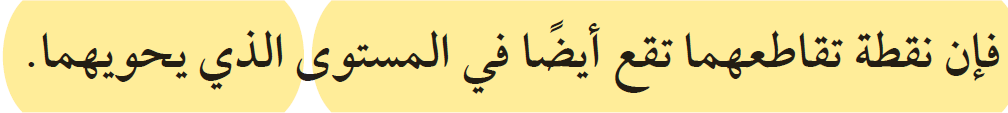 فإن نقطة تقاطعهما تقع أيضًا في المستوى الذي يحويهما.